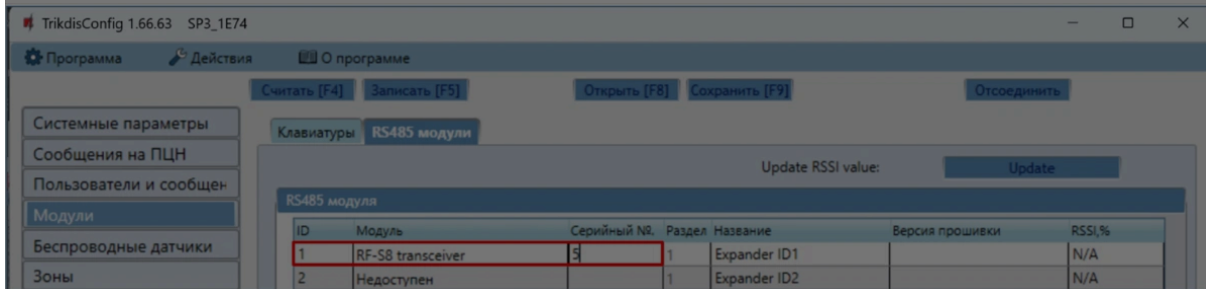 TrikdisConfig 1.66.63 SP3_1E74
Программа Действия О программе
Считать [F4] Записать [F5] Открыть [F8] Сохранить [F9] Отсоединить
Системные параметры
Сообщения на ПЦН
Пользователи и сообщен
Модули
Беспроводные датчики
Зоны
Клавиатуры RS485 модули
Update RSSI value: Update
RS485 модуля
ID Модуль Серийный №. Раздел Название Версия прошивки RSSI,%
1 RF-S8 transceiver 5 1 Expander ID1 N/A
2 Недоступен 1 Expander ID2 N/A